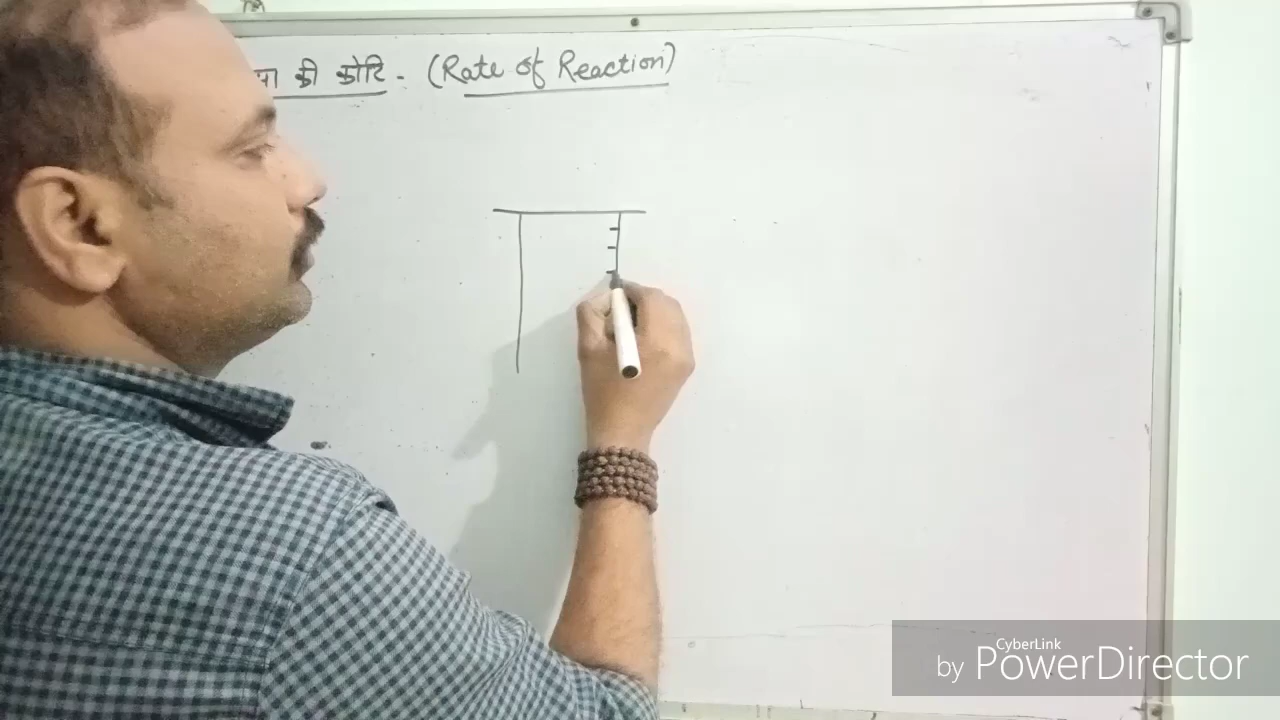 की कोटि - (Rate of Reaction)
CyberLink
by PowerDirector